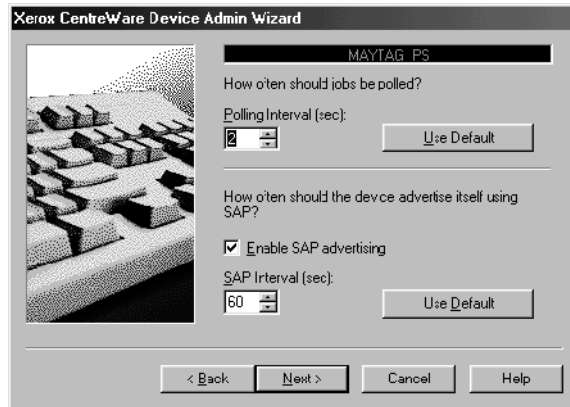 Xerox CentreWare Device Admin Wizard
MAYTAG_PS
How often should jobs be polled?
Polling Interval (sec):
2
Use Default
How often should the device advertise itself using
SAP?
Enable SAP advertising
SAP Interval (sec):
60
Use Default
< Back
Next >
Cancel
Help